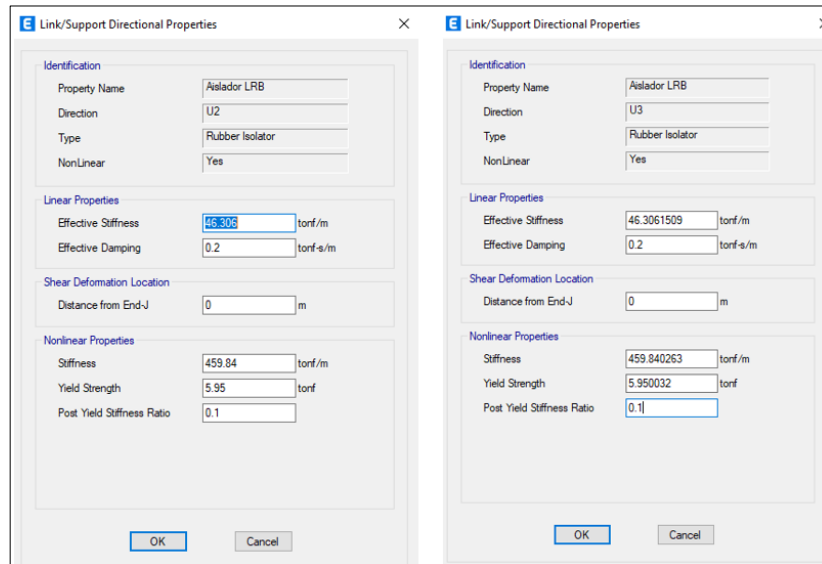 E Link/Support Directional Properties
Identification
Property Name Aislador LRB
Direction U2
Type Rubber Isolator
NonLinear Yes
Linear Properties
Effective Stiffness 46.306 tonf/m
Effective Damping 0.2 tonf-s/m
Shear Deformation Location
Distance from End-J 0 m
Nonlinear Properties
Stiffness 459.84 tonf/m
Yield Strength 5.95 tonf
Post Yield Stiffness Ratio 0.1
OK Cancel
E Link/Support Directional Properties
Identification
Property Name Aislador LRB
Direction U3
Type Rubber Isolator
NonLinear Yes
Linear Properties
Effective Stiffness 46.3061509 tonf/m
Effective Damping 0.2 tonf-s/m
Shear Deformation Location
Distance from End-J 0 m
Nonlinear Properties
Stiffness 459.840263 tonf/m
Yield Strength 5.950032 tonf
Post Yield Stiffness Ratio 0.1
OK Cancel